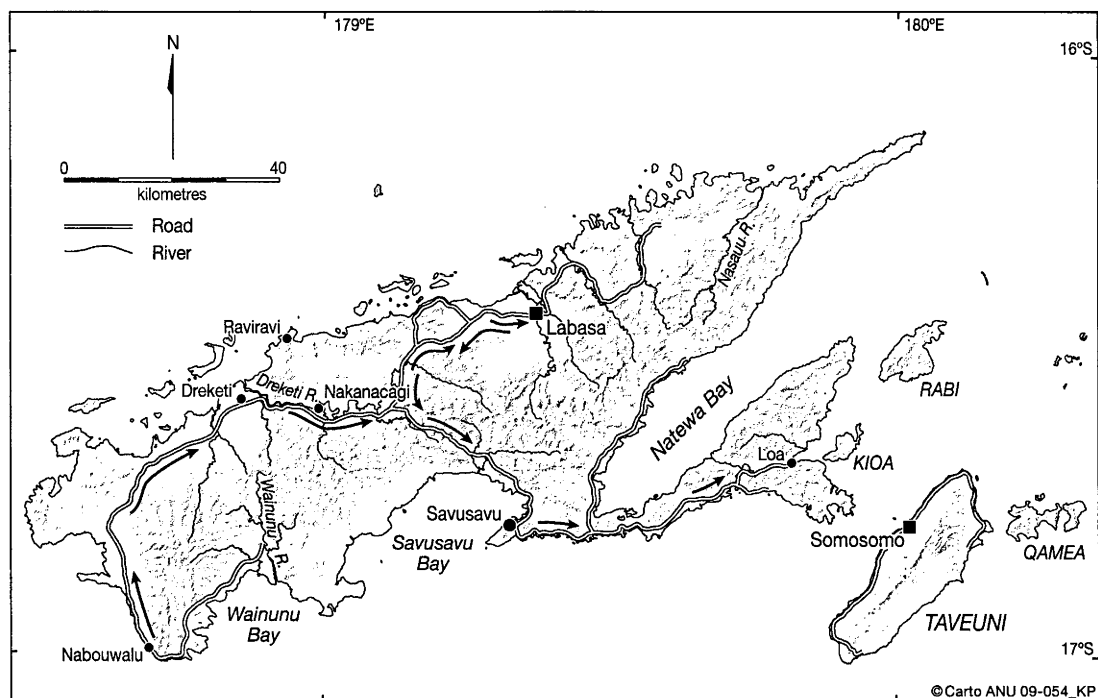 179ºE
180ºE
16ºS
N
0
40
kilometres
Road
River
Nasauu R.
Raviravi
Labasa
RABI
Dreketi
Dreketi R.
Nakanacagi
Natewa Bay
Loa
KIOA
Wainunu R.
Savusavu
Savusavu
Bay
Somosomo
QAMEA
Wainunu
Bay
TAVEUNI
Nabouwalu
17ºS
©Carto ANU 09-054_KP